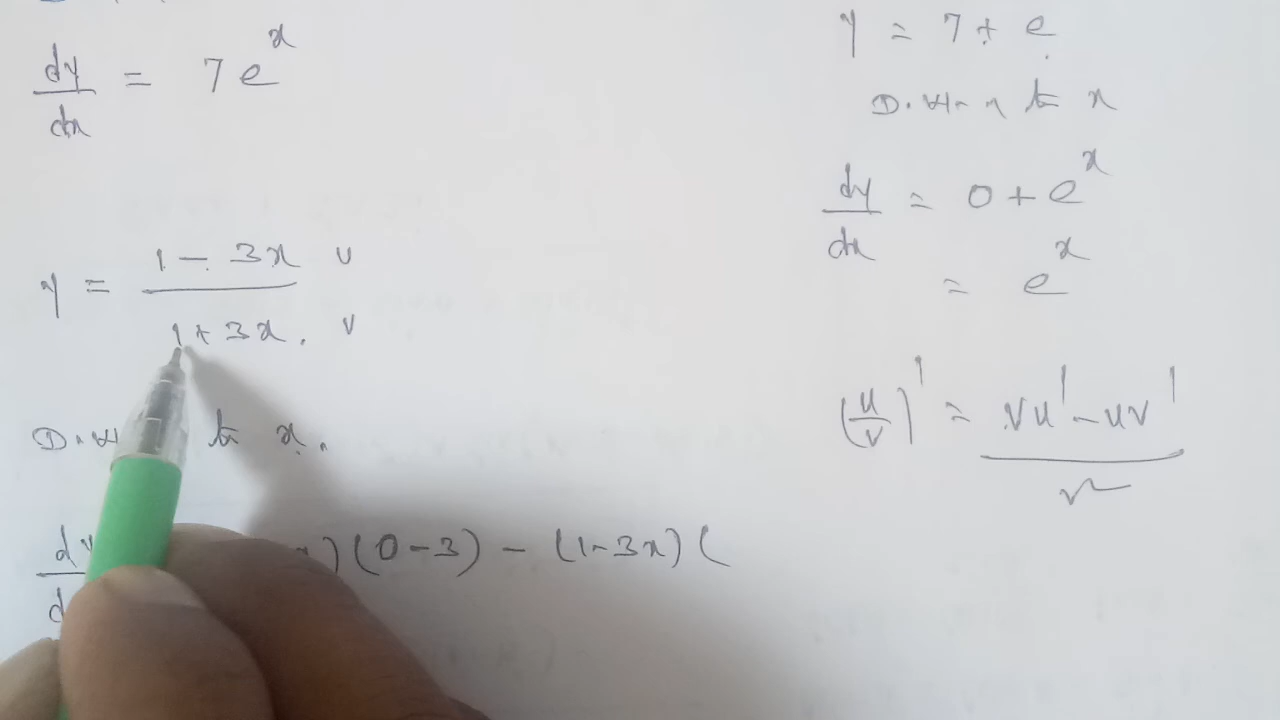 dy/dx = 7e^x
y = (1 - 3x)/(1 + 3x). u v
D. w to x.
)(0-3) - (1-3x)(
y = 7 + e
D. w. r to x
dy/dx = 0 + e^x
= e^x
(u/v)' = (vu' - uv')/v²